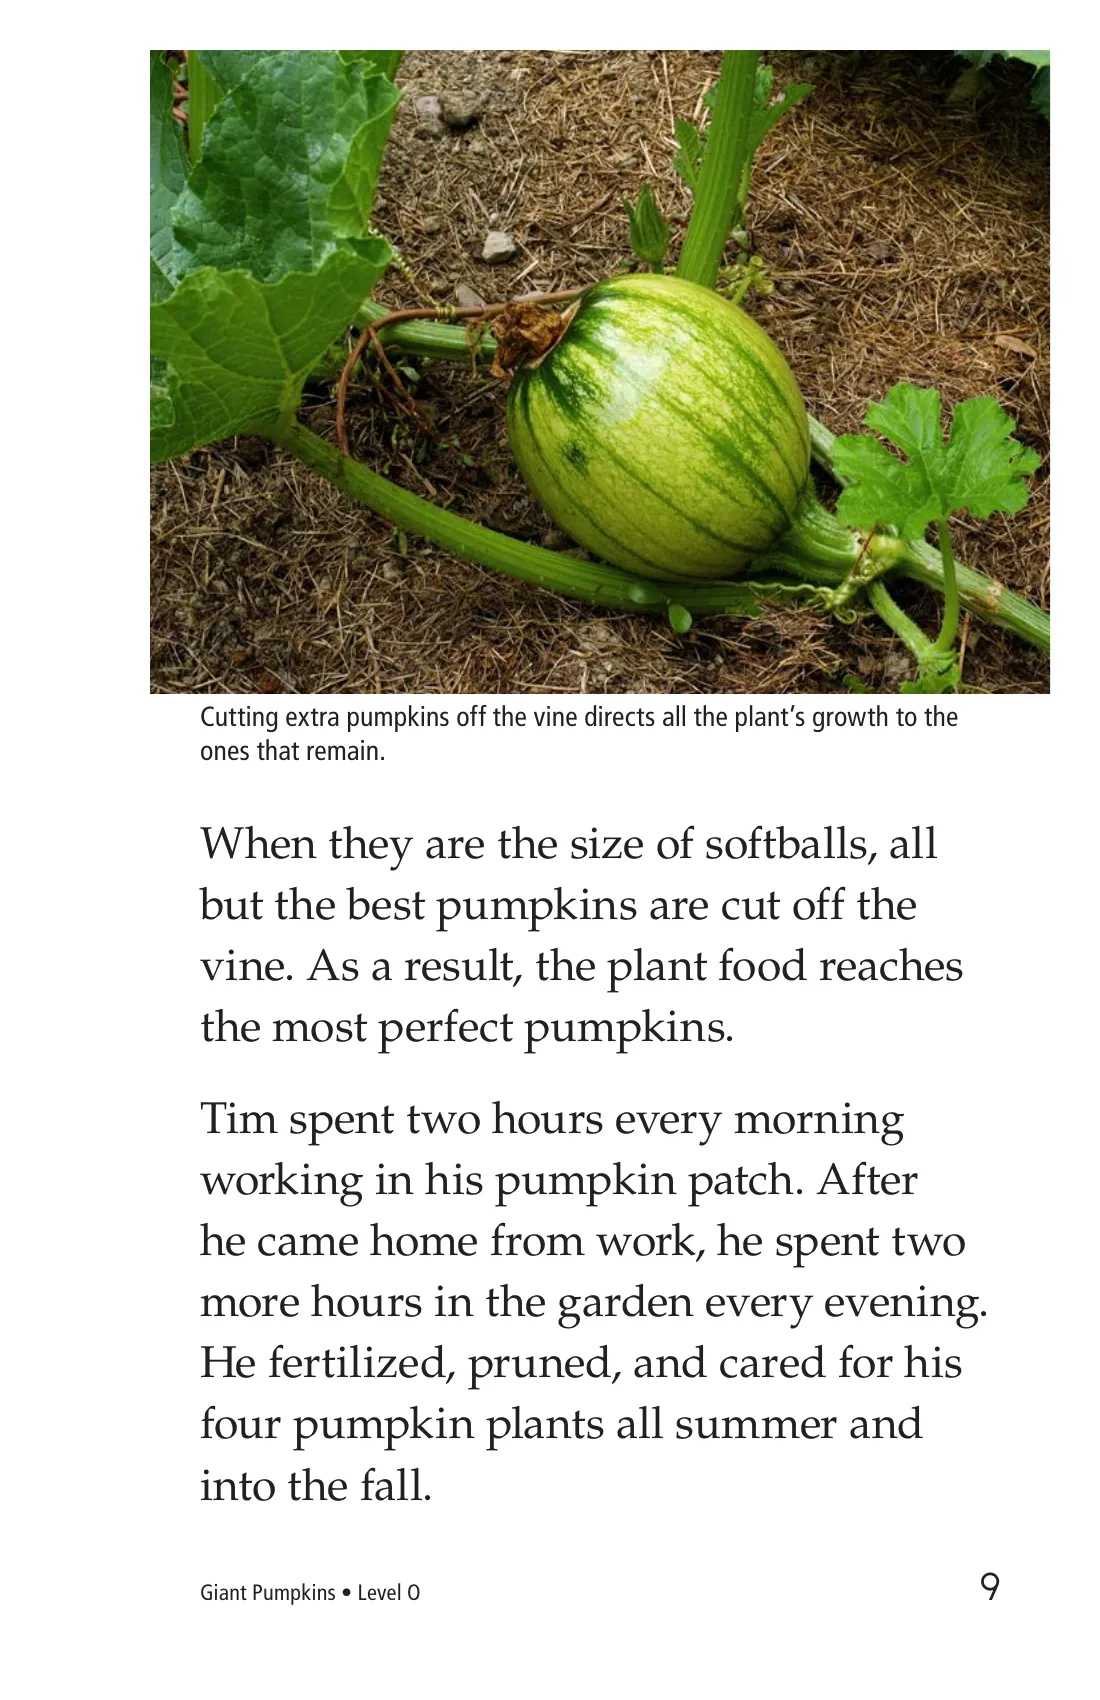 Cutting extra pumpkins off the vine directs all the plant’s growth to the
ones that remain.
When they are the size of softballs, all
but the best pumpkins are cut off the
vine. As a result, the plant food reaches
the most perfect pumpkins.
Tim spent two hours every morning
working in his pumpkin patch. After
he came home from work, he spent two
more hours in the garden every evening.
He fertilized, pruned, and cared for his
four pumpkin plants all summer and
into the fall.
Giant Pumpkins • Level O 9